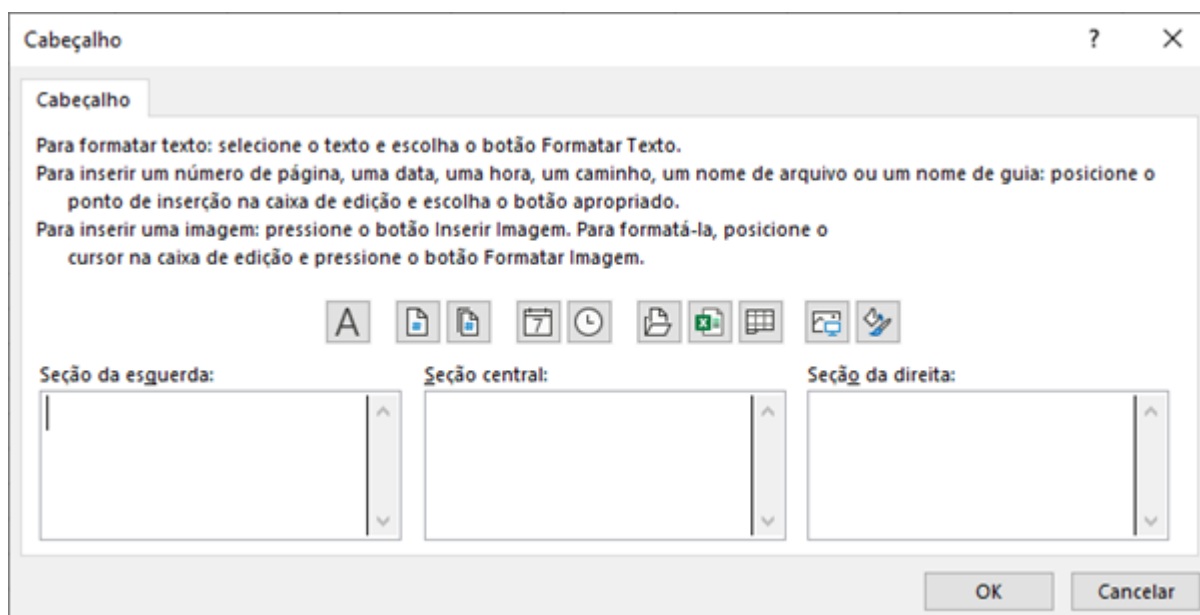 Cabeçalho
?
Cabeçalho
Para formatar texto: selecione o texto e escolha o botão Formatar Texto.
Para inserir um número de página, uma data, uma hora, um caminho, um nome de arquivo ou um nome de guia: posicione o
ponto de inserção na caixa de edição e escolha o botão apropriado.
Para inserir uma imagem: pressione o botão Inserir Imagem. Para formatá-la, posicione o
cursor na caixa de edição e pressione o botão Formatar Imagem.
A # # 7
Seção da esquerda: Seção central: Seção da direita:
OK Cancelar